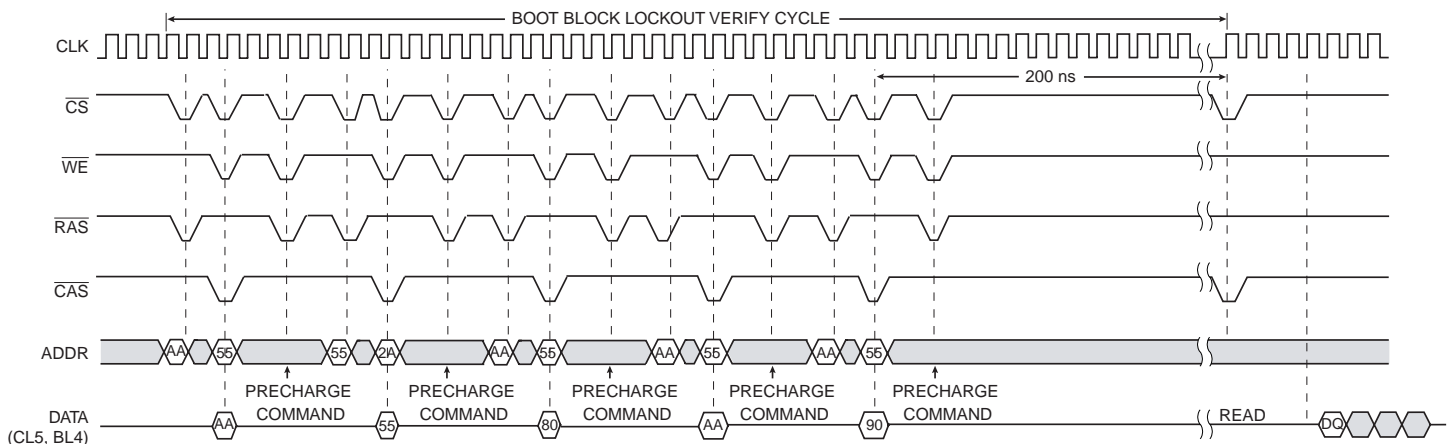 BOOT BLOCK LOCKOUT VERIFY CYCLE
CLK
200 ns
CS
WE
RAS
CAS
ADDR AA 55 55 2A AA 55 AA 55 AA 55
PRECHARGE COMMAND
PRECHARGE COMMAND
PRECHARGE COMMAND
PRECHARGE COMMAND
PRECHARGE COMMAND
DATA
(CL5, BL4)
AA 55 80 AA 90 READ DQ